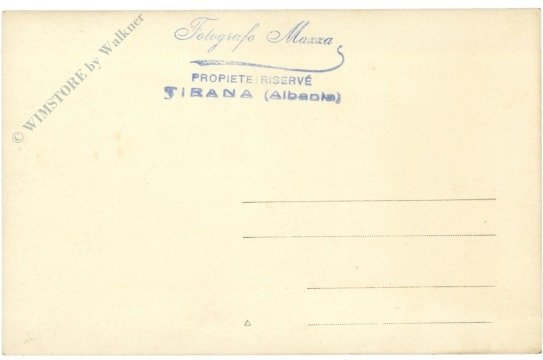 Fotografo Mazza
PROPIETE RISERVÉ
TIRANA (Albania)
© WIMSTORE by Walkner